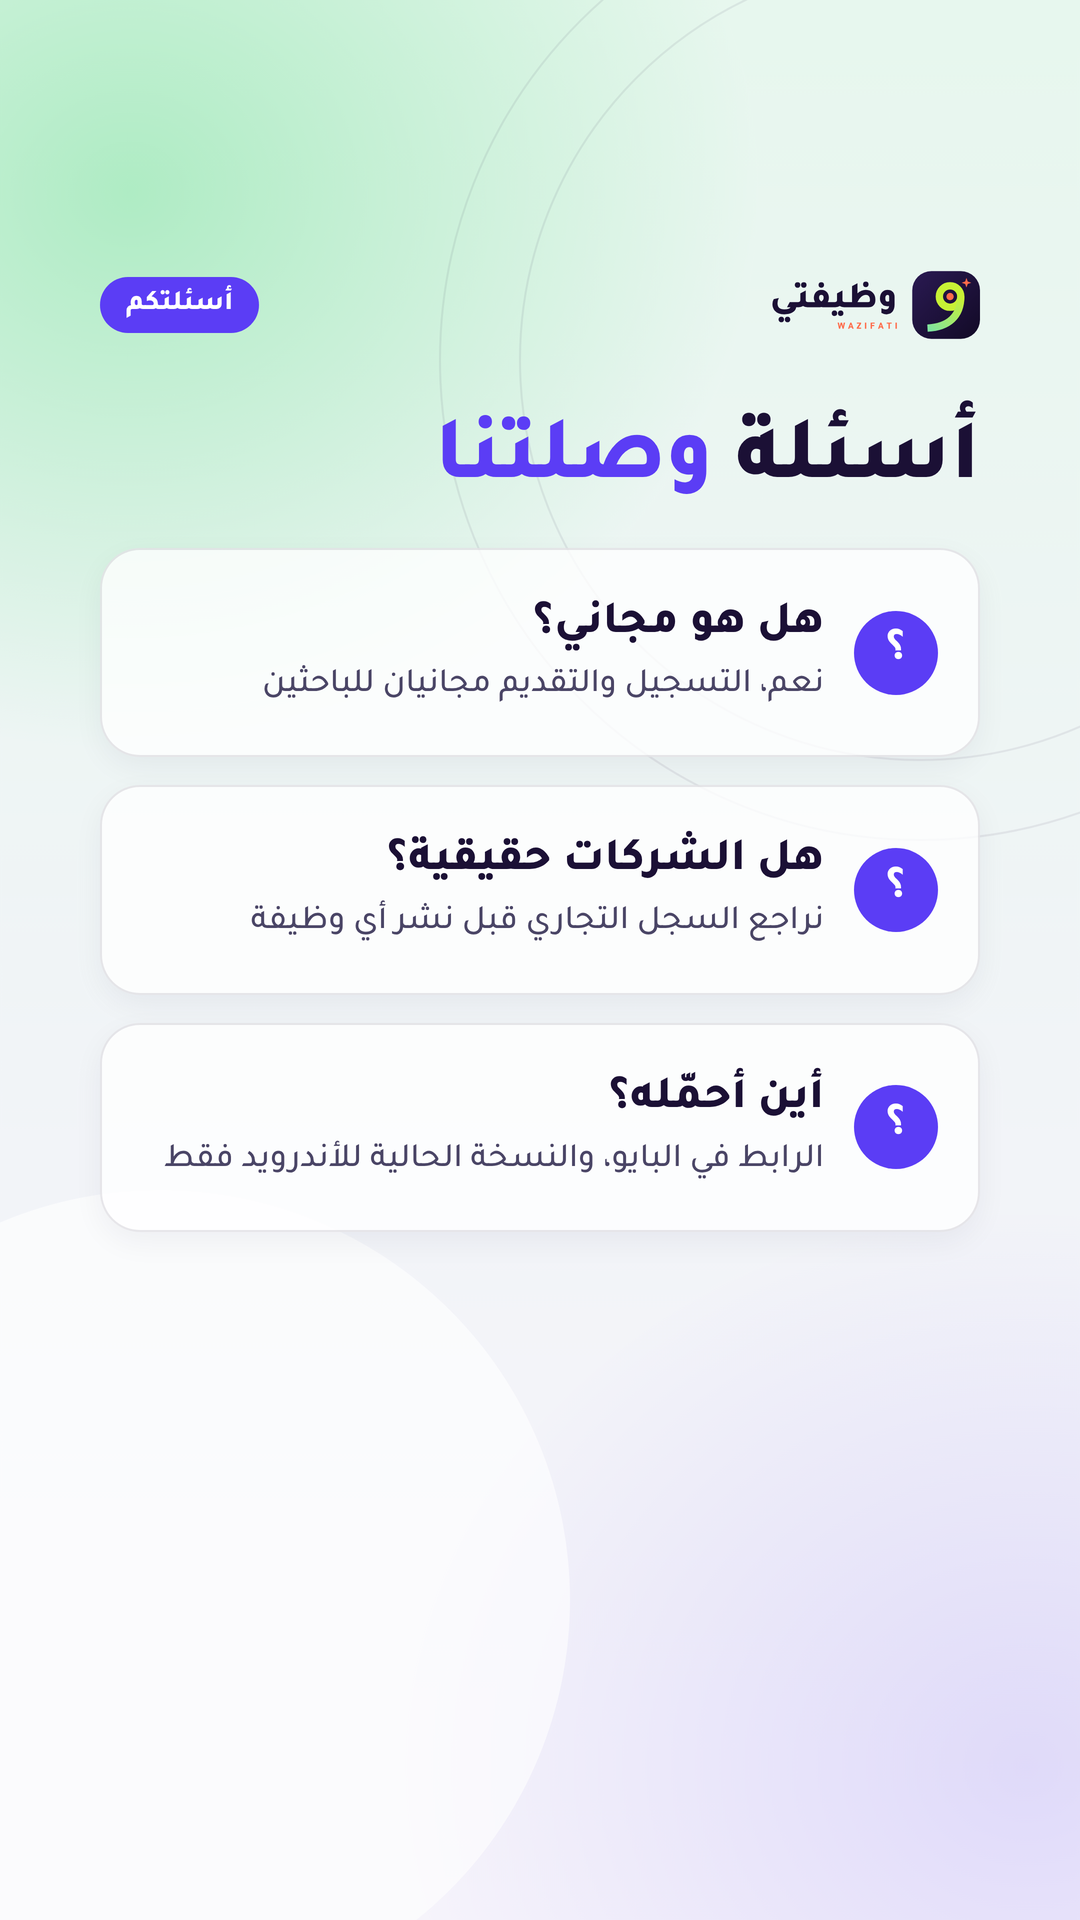 وظيفتي
WAZIFATI
أسئلتكم
أسئلة وصلتنا
هل هو مجاني؟
نعم، التسجيل والتقديم مجانيان للباحثين
؟
هل الشركات حقيقية؟
نراجع السجل التجاري قبل نشر أي وظيفة
؟
أين أحمّله؟
الرابط في البايو، والنسخة الحالية للأندرويد فقط
؟